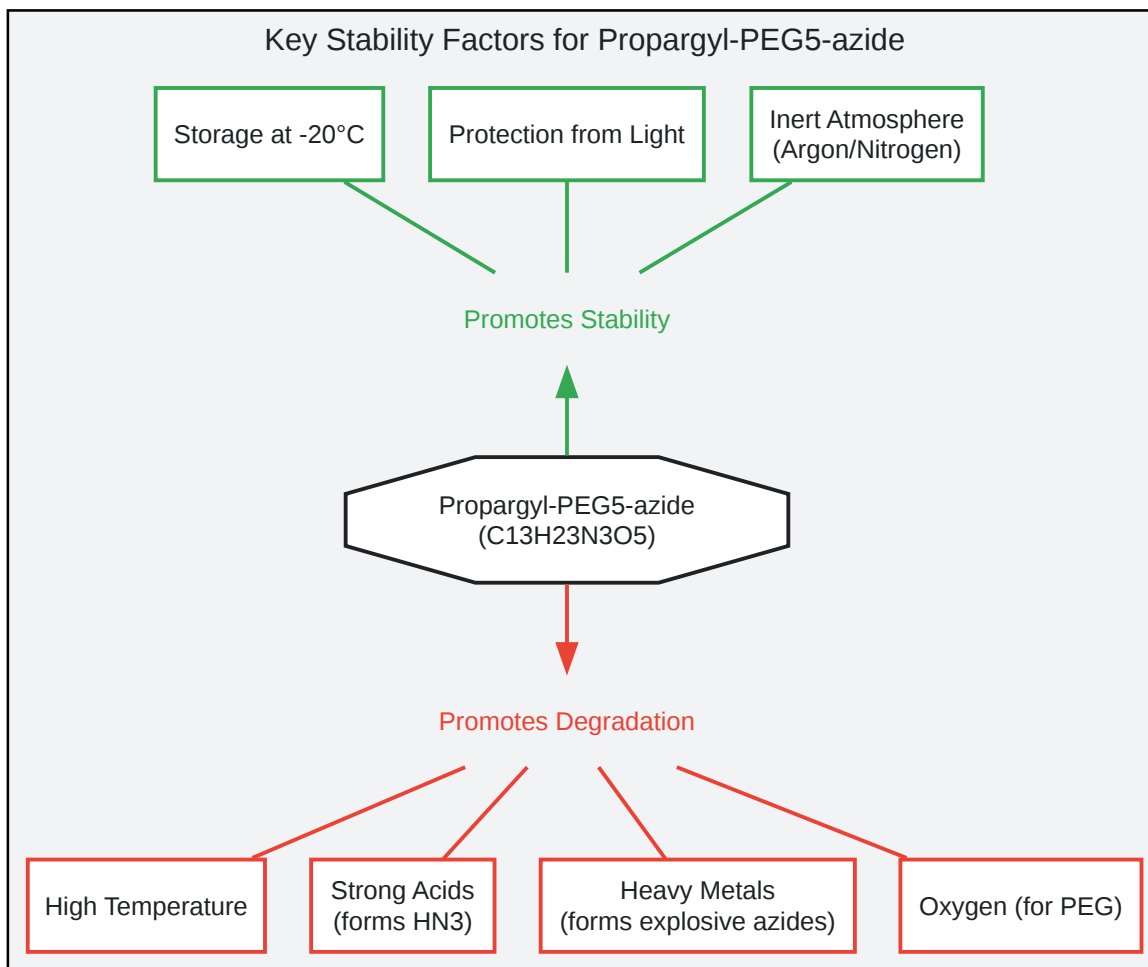 Key Stability Factors for Propargyl-PEG5-azide
Storage at -20°C
Protection from Light
Inert Atmosphere
(Argon/Nitrogen)
Promotes Stability
Propargyl-PEG5-azide
(C13H23N3O5)
Promotes Degradation
High Temperature
Strong Acids
(forms HN3)
Heavy Metals
(forms explosive azides)
Oxygen (for PEG)